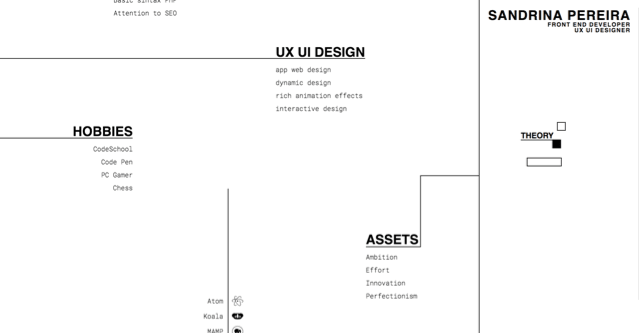 Basic sintax PHP
Attention to SEO
SANDRINA PEREIRA
FRONT END DEVELOPER
UX UI DESIGNER
UX UI DESIGN
app web design
dynamic design
rich animation effects
interactive design
HOBBIES
CodeSchool
Code Pen
PC Gamer
Chess
THEORY
ASSETS
Ambition
Effort
Innovation
Perfectionism
Atom
Koala
MAMP